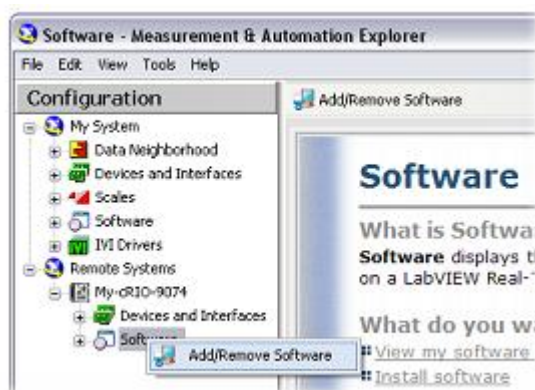 Software - Measurement & Automation Explorer
File Edit View Tools Help
Configuration
My System
Data Neighborhood
Devices and Interfaces
Scales
Software
IVI Drivers
Remote Systems
My-cRIO-9074
Devices and Interfaces
Add/Remove Software
Add/Remove Software
Software
What is Softwa
Software displays t
on a LabVIEW Real-
What do you wa
View my software
Install software